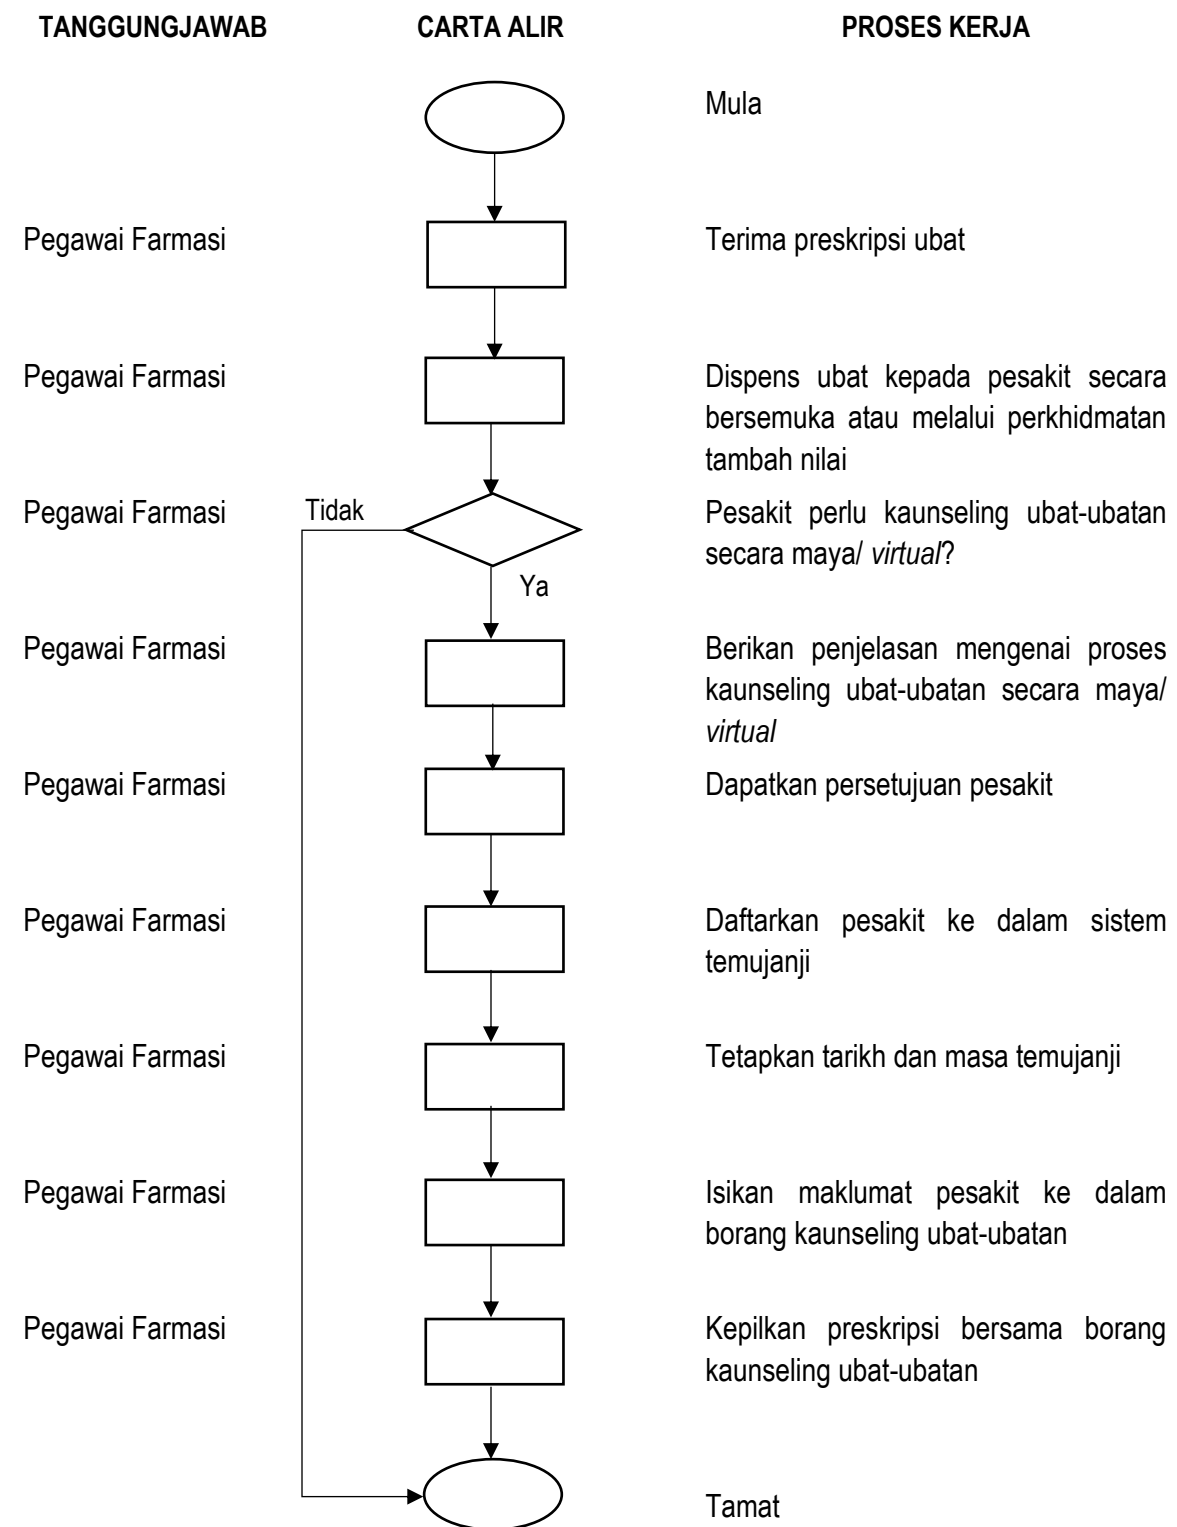 TANGGUNGJAWAB CARTA ALIR PROSES KERJA
Mula
Pegawai Farmasi Terima preskripsi ubat
Pegawai Farmasi Dispens ubat kepada pesakit secara
bersemuka atau melalui perkhidmatan
tambah nilai
Pegawai Farmasi Tidak Pesakit perlu kaunseling ubat-ubatan
secara maya/ virtual?
Ya
Pegawai Farmasi Berikan penjelasan mengenai proses
kaunseling ubat-ubatan secara maya/
virtual
Pegawai Farmasi Dapatkan persetujuan pesakit
Pegawai Farmasi Daftarkan pesakit ke dalam sistem
temujanji
Pegawai Farmasi Tetapkan tarikh dan masa temujanji
Pegawai Farmasi Isikan maklumat pesakit ke dalam
borang kaunseling ubat-ubatan
Pegawai Farmasi Kepilkan preskripsi bersama borang
kaunseling ubat-ubatan
Tamat